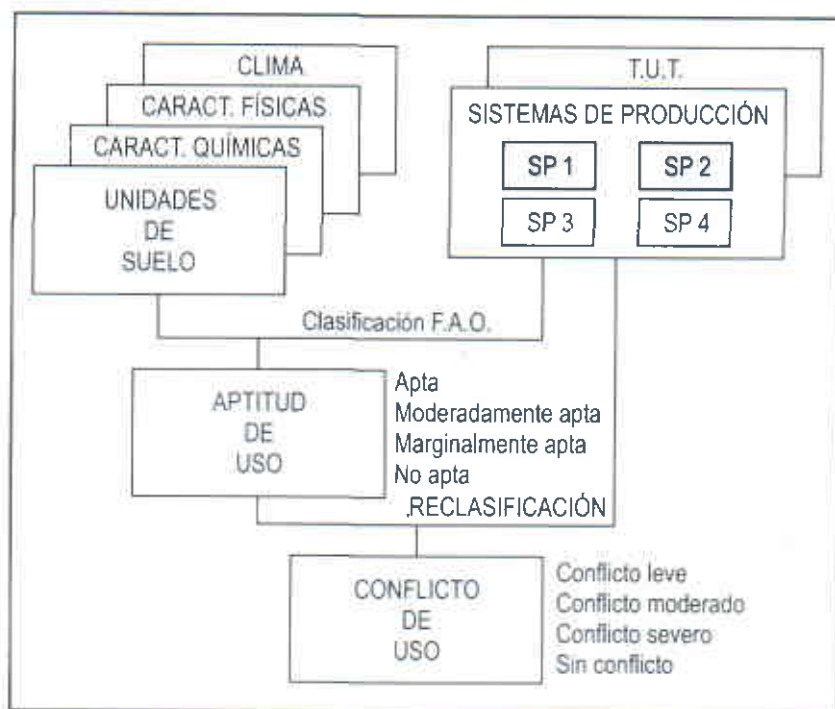 CLIMA
CARACT. FÍSICAS
CARACT. QUÍMICAS
UNIDADES
DE
SUELO
T.U.T.
SISTEMAS DE PRODUCCIÓN
SP 1
SP 2
SP 3
SP 4
Clasificación F.A.O.
APTITUD
DE
USO
Apta
Moderadamente apta
Marginalmente apta
No apta
.RECLASIFICACIÓN
CONFLICTO
DE
USO
Conflicto leve
Conflicto moderado
Conflicto severo
Sin conflicto